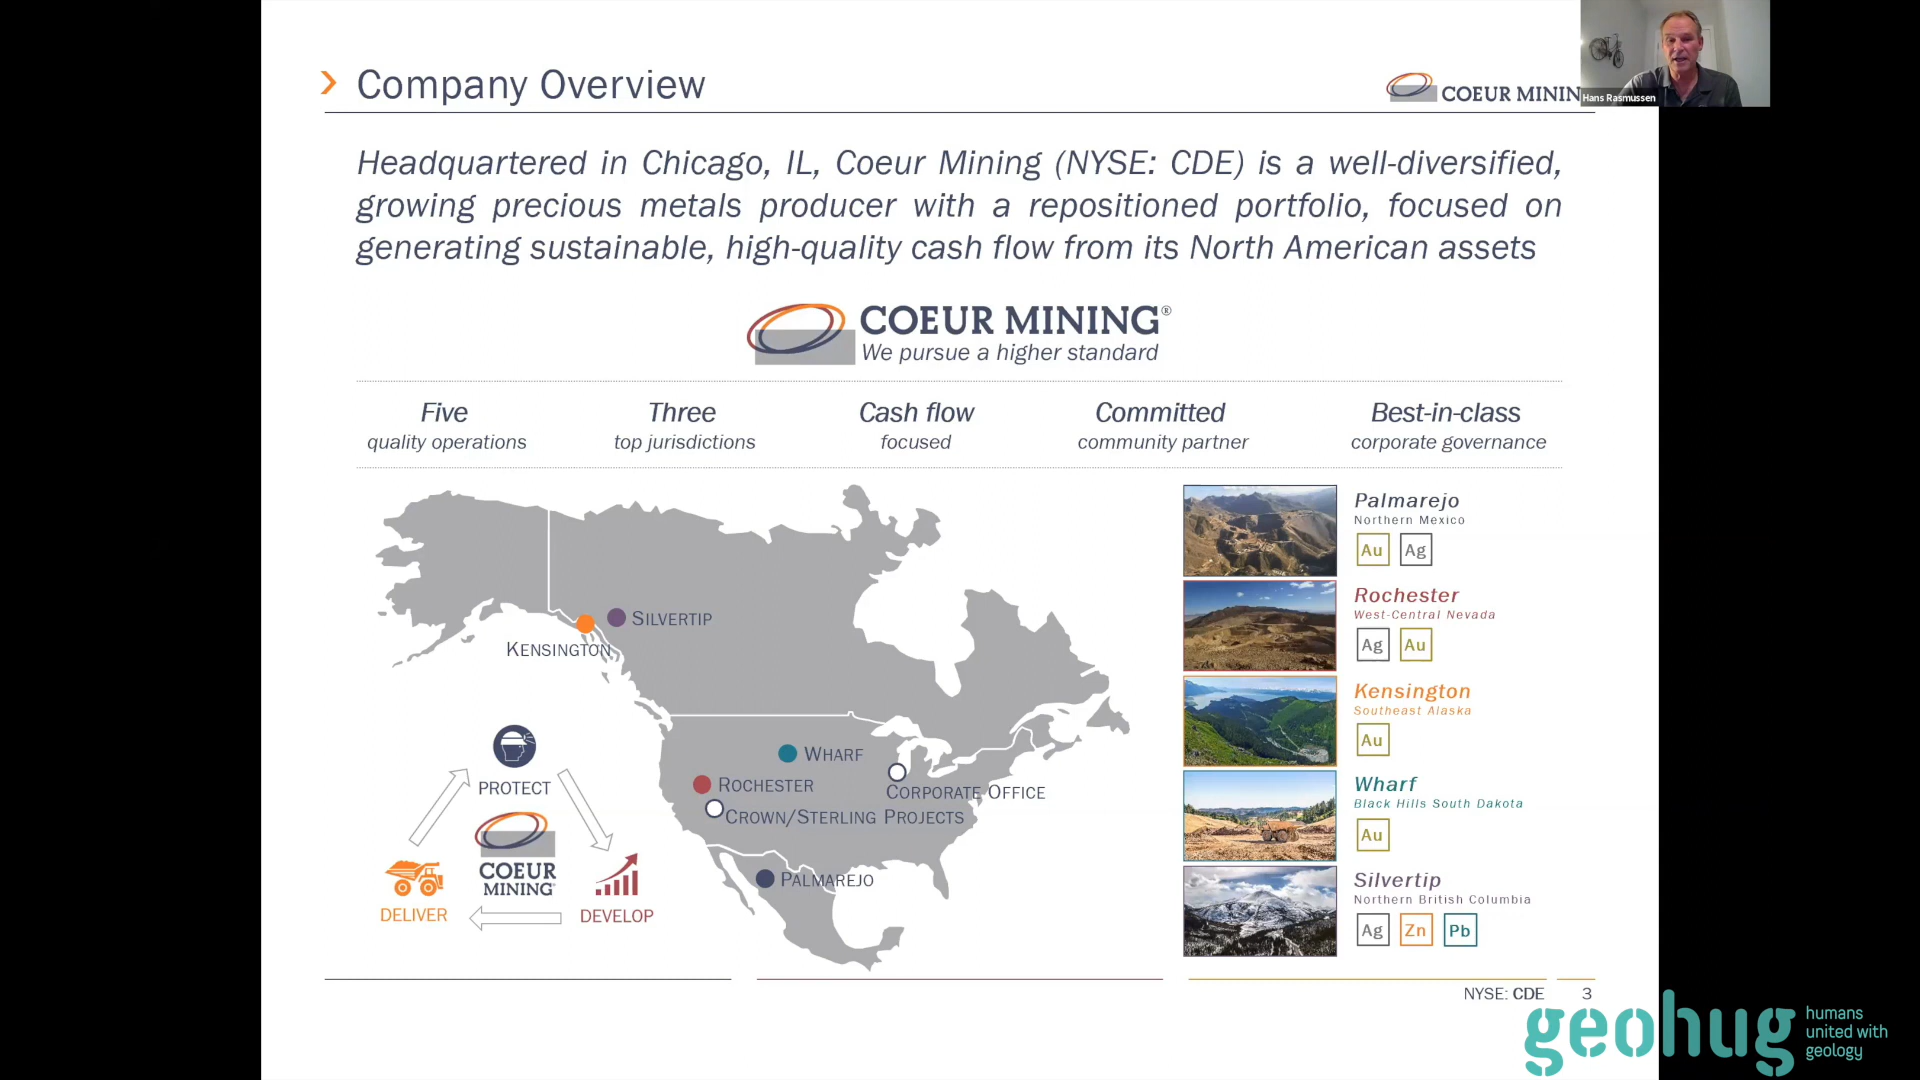 Company Overview
COEUR MININ
Hans Rasmussen
Headquartered in Chicago, IL, Coeur Mining (NYSE: CDE) is a well-diversified,
growing precious metals producer with a repositioned portfolio, focused on
generating sustainable, high-quality cash flow from its North American assets
COEUR MINING®
We pursue a higher standard
Five
quality operations
Three
top jurisdictions
Cash flow
focused
Committed
community partner
Best-in-class
corporate governance
SILVERTIP
KENSINGTON
WHARF
ROCHESTER
CORPORATE OFFICE
CROWN/STERLING PROJECTS
PALMAREJO
PROTECT
COEUR
MINING
DELIVER
DEVELOP
Palmarejo
Northern Mexico
Au Ag
Rochester
West-Central Nevada
Ag Au
Kensington
Southeast Alaska
Au
Wharf
Black Hills South Dakota
Au
Silvertip
Northern British Columbia
Ag Zn Pb
NYSE: CDE 3
geohug
humans
united with
geology